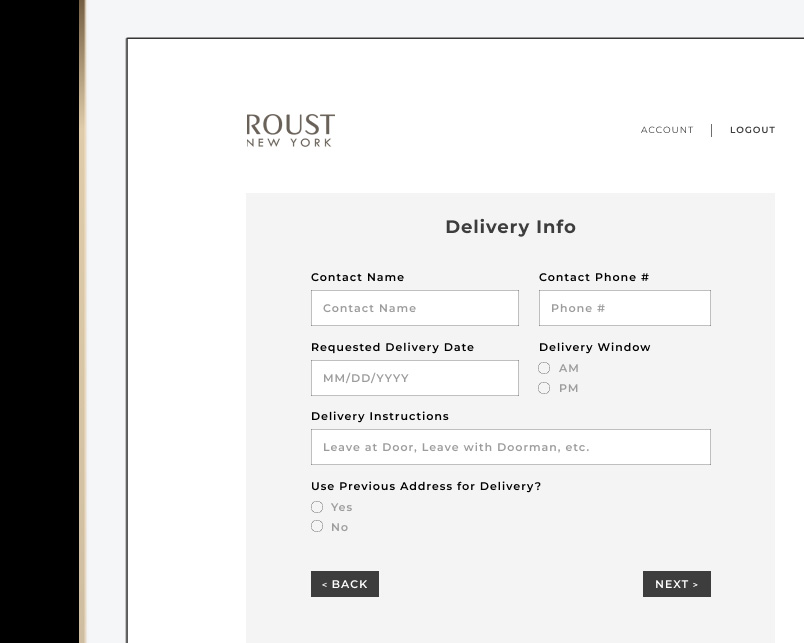 ROUST
NEW YORK
ACCOUNT | LOGOUT
Delivery Info
Contact Name
Contact Phone #
Contact Name
Phone #
Requested Delivery Date
Delivery Window
MM/DD/YYYY
AM
PM
Delivery Instructions
Leave at Door, Leave with Doorman, etc.
Use Previous Address for Delivery?
Yes
No
< BACK
NEXT >